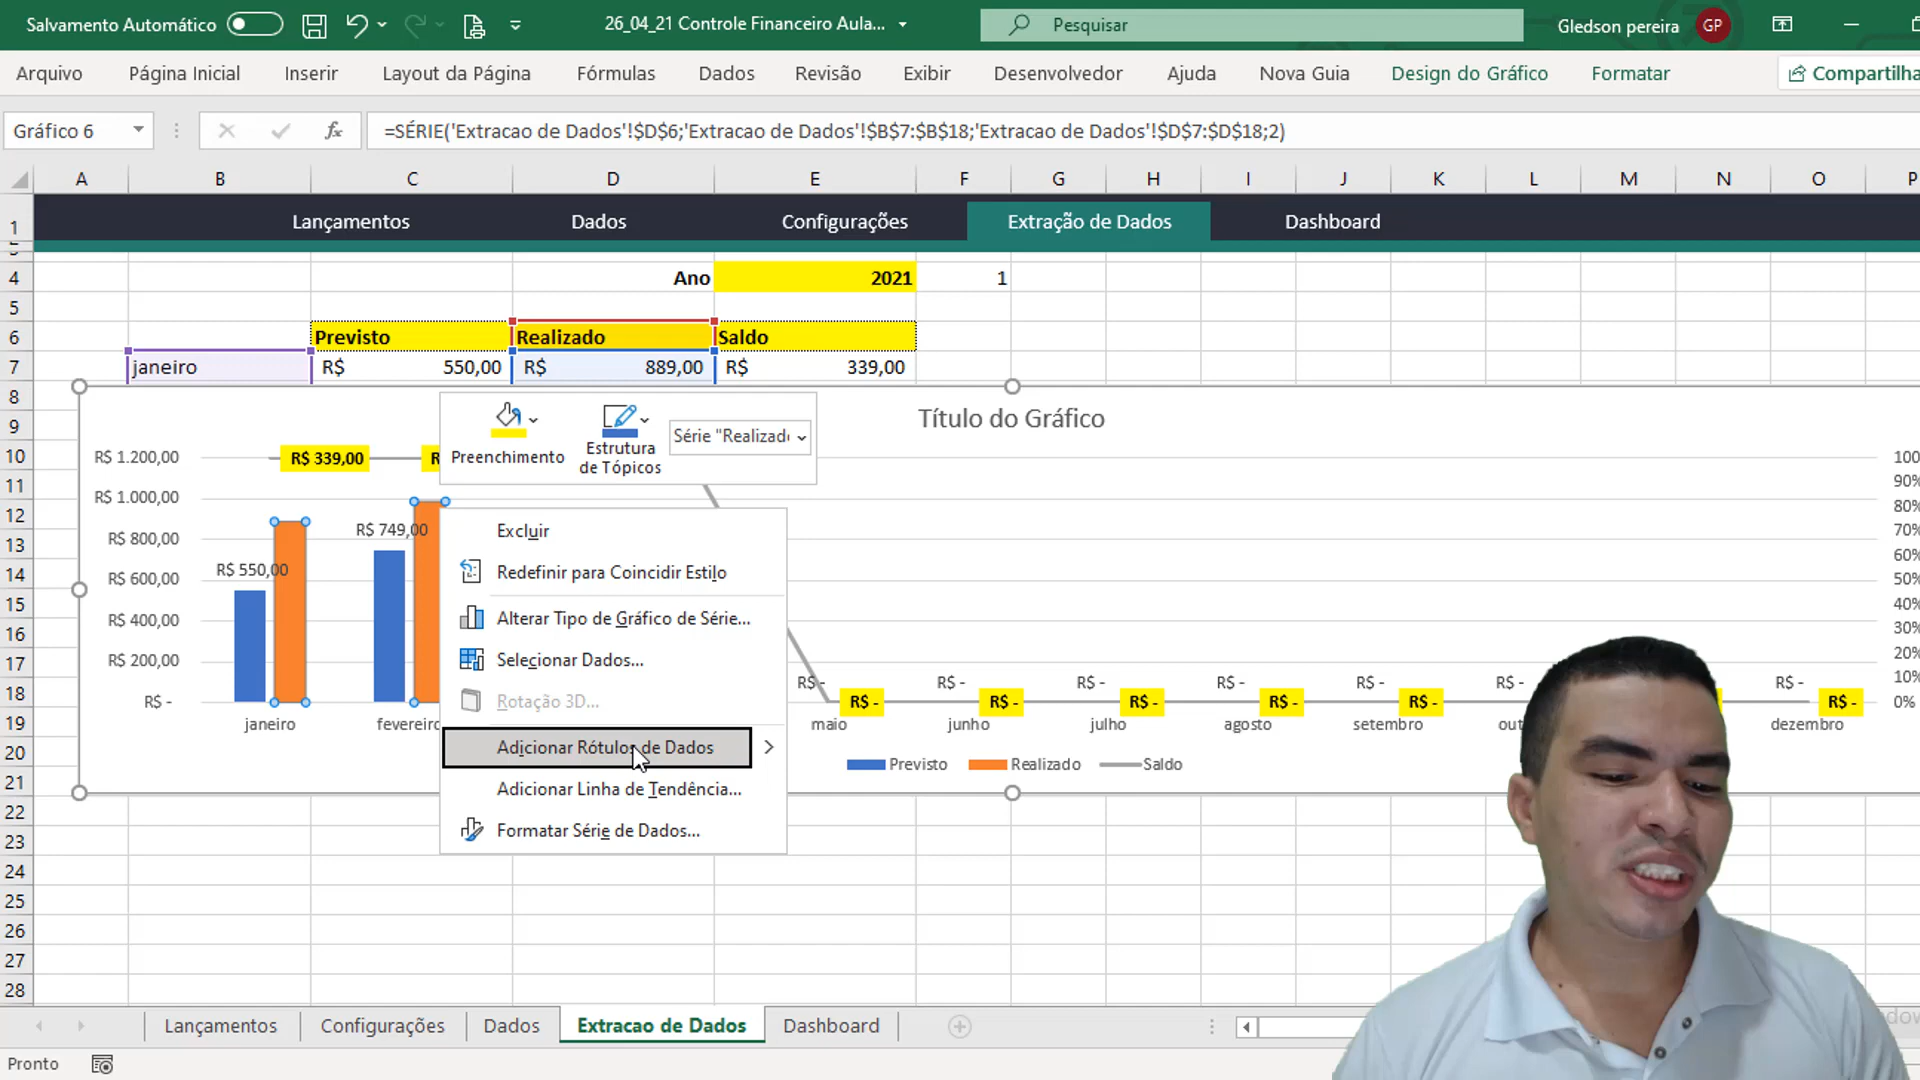 Salvamento Automático
26_04_21 Controle Financeiro Aula...
Pesquisar
Gledson pereira
GP
Arquivo
Página Inicial
Inserir
Layout da Página
Fórmulas
Dados
Revisão
Exibir
Desenvolvedor
Ajuda
Nova Guia
Design do Gráfico
Formatar
Compartilha
Gráfico 6
fx
=SÉRIE('Extracao de Dados'!$D$6;'Extracao de Dados'!$B$7:$B$18;'Extracao de Dados'!$D$7:$D$18;2)
A B C D E F G H I J K L M N O P
1
Lançamentos
Dados
Configurações
Extração de Dados
Dashboard
4 Ano 2021 1
5
6 Previsto Realizado Saldo
7 janeiro R$ 550,00 R$ 889,00 R$ 339,00
8
9
10
11
12
13
14
15
16
17
18
19
20
21
22
23
24
25
26
27
28
Título do Gráfico
R$ 1.200,00
R$ 1.000,00
R$ 800,00
R$ 600,00
R$ 400,00
R$ 200,00
R$ -
R$ 339,00
R$ 749,00
R$ 550,00
janeiro
fevereiro
Preenchimento
Estrutura
de Tópicos
Série "Realizad
Excluir
Redefinir para Coincidir Estilo
Alterar Tipo de Gráfico de Série...
Selecionar Dados...
Rotação 3D...
Adicionar Rótulos de Dados
Adicionar Linha de Tendência...
Formatar Série de Dados...
R$ - R$ - R$ - R$ - R$ - R$ - R$ -
R$ - R$ - R$ - R$ - R$ - R$ -
maio junho julho agosto setembro out dezembro
Previsto Realizado Saldo
100
90%
80%
70%
60%
50%
40%
30%
20%
10%
0%
Lançamentos
Configurações
Dados
Extracao de Dados
Dashboard
Pronto